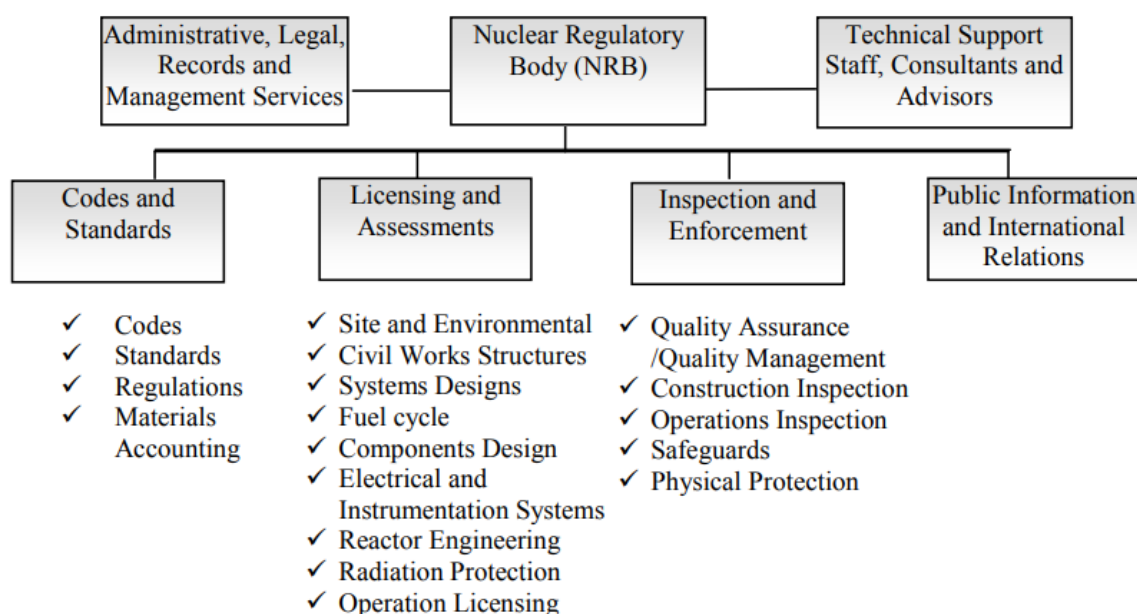 Administrative, Legal,
Records and
Management Services
Nuclear Regulatory
Body (NRB)
Technical Support
Staff, Consultants and
Advisors
Codes and
Standards
Licensing and
Assessments
Inspection and
Enforcement
Public Information
and International
Relations
✓ Codes
✓ Standards
✓ Regulations
✓ Materials
Accounting
✓ Site and Environmental
✓ Civil Works Structures
✓ Systems Designs
✓ Fuel cycle
✓ Components Design
✓ Electrical and
Instrumentation Systems
✓ Reactor Engineering
✓ Radiation Protection
✓ Operation Licensing
✓ Quality Assurance
/Quality Management
✓ Construction Inspection
✓ Operations Inspection
✓ Safeguards
✓ Physical Protection